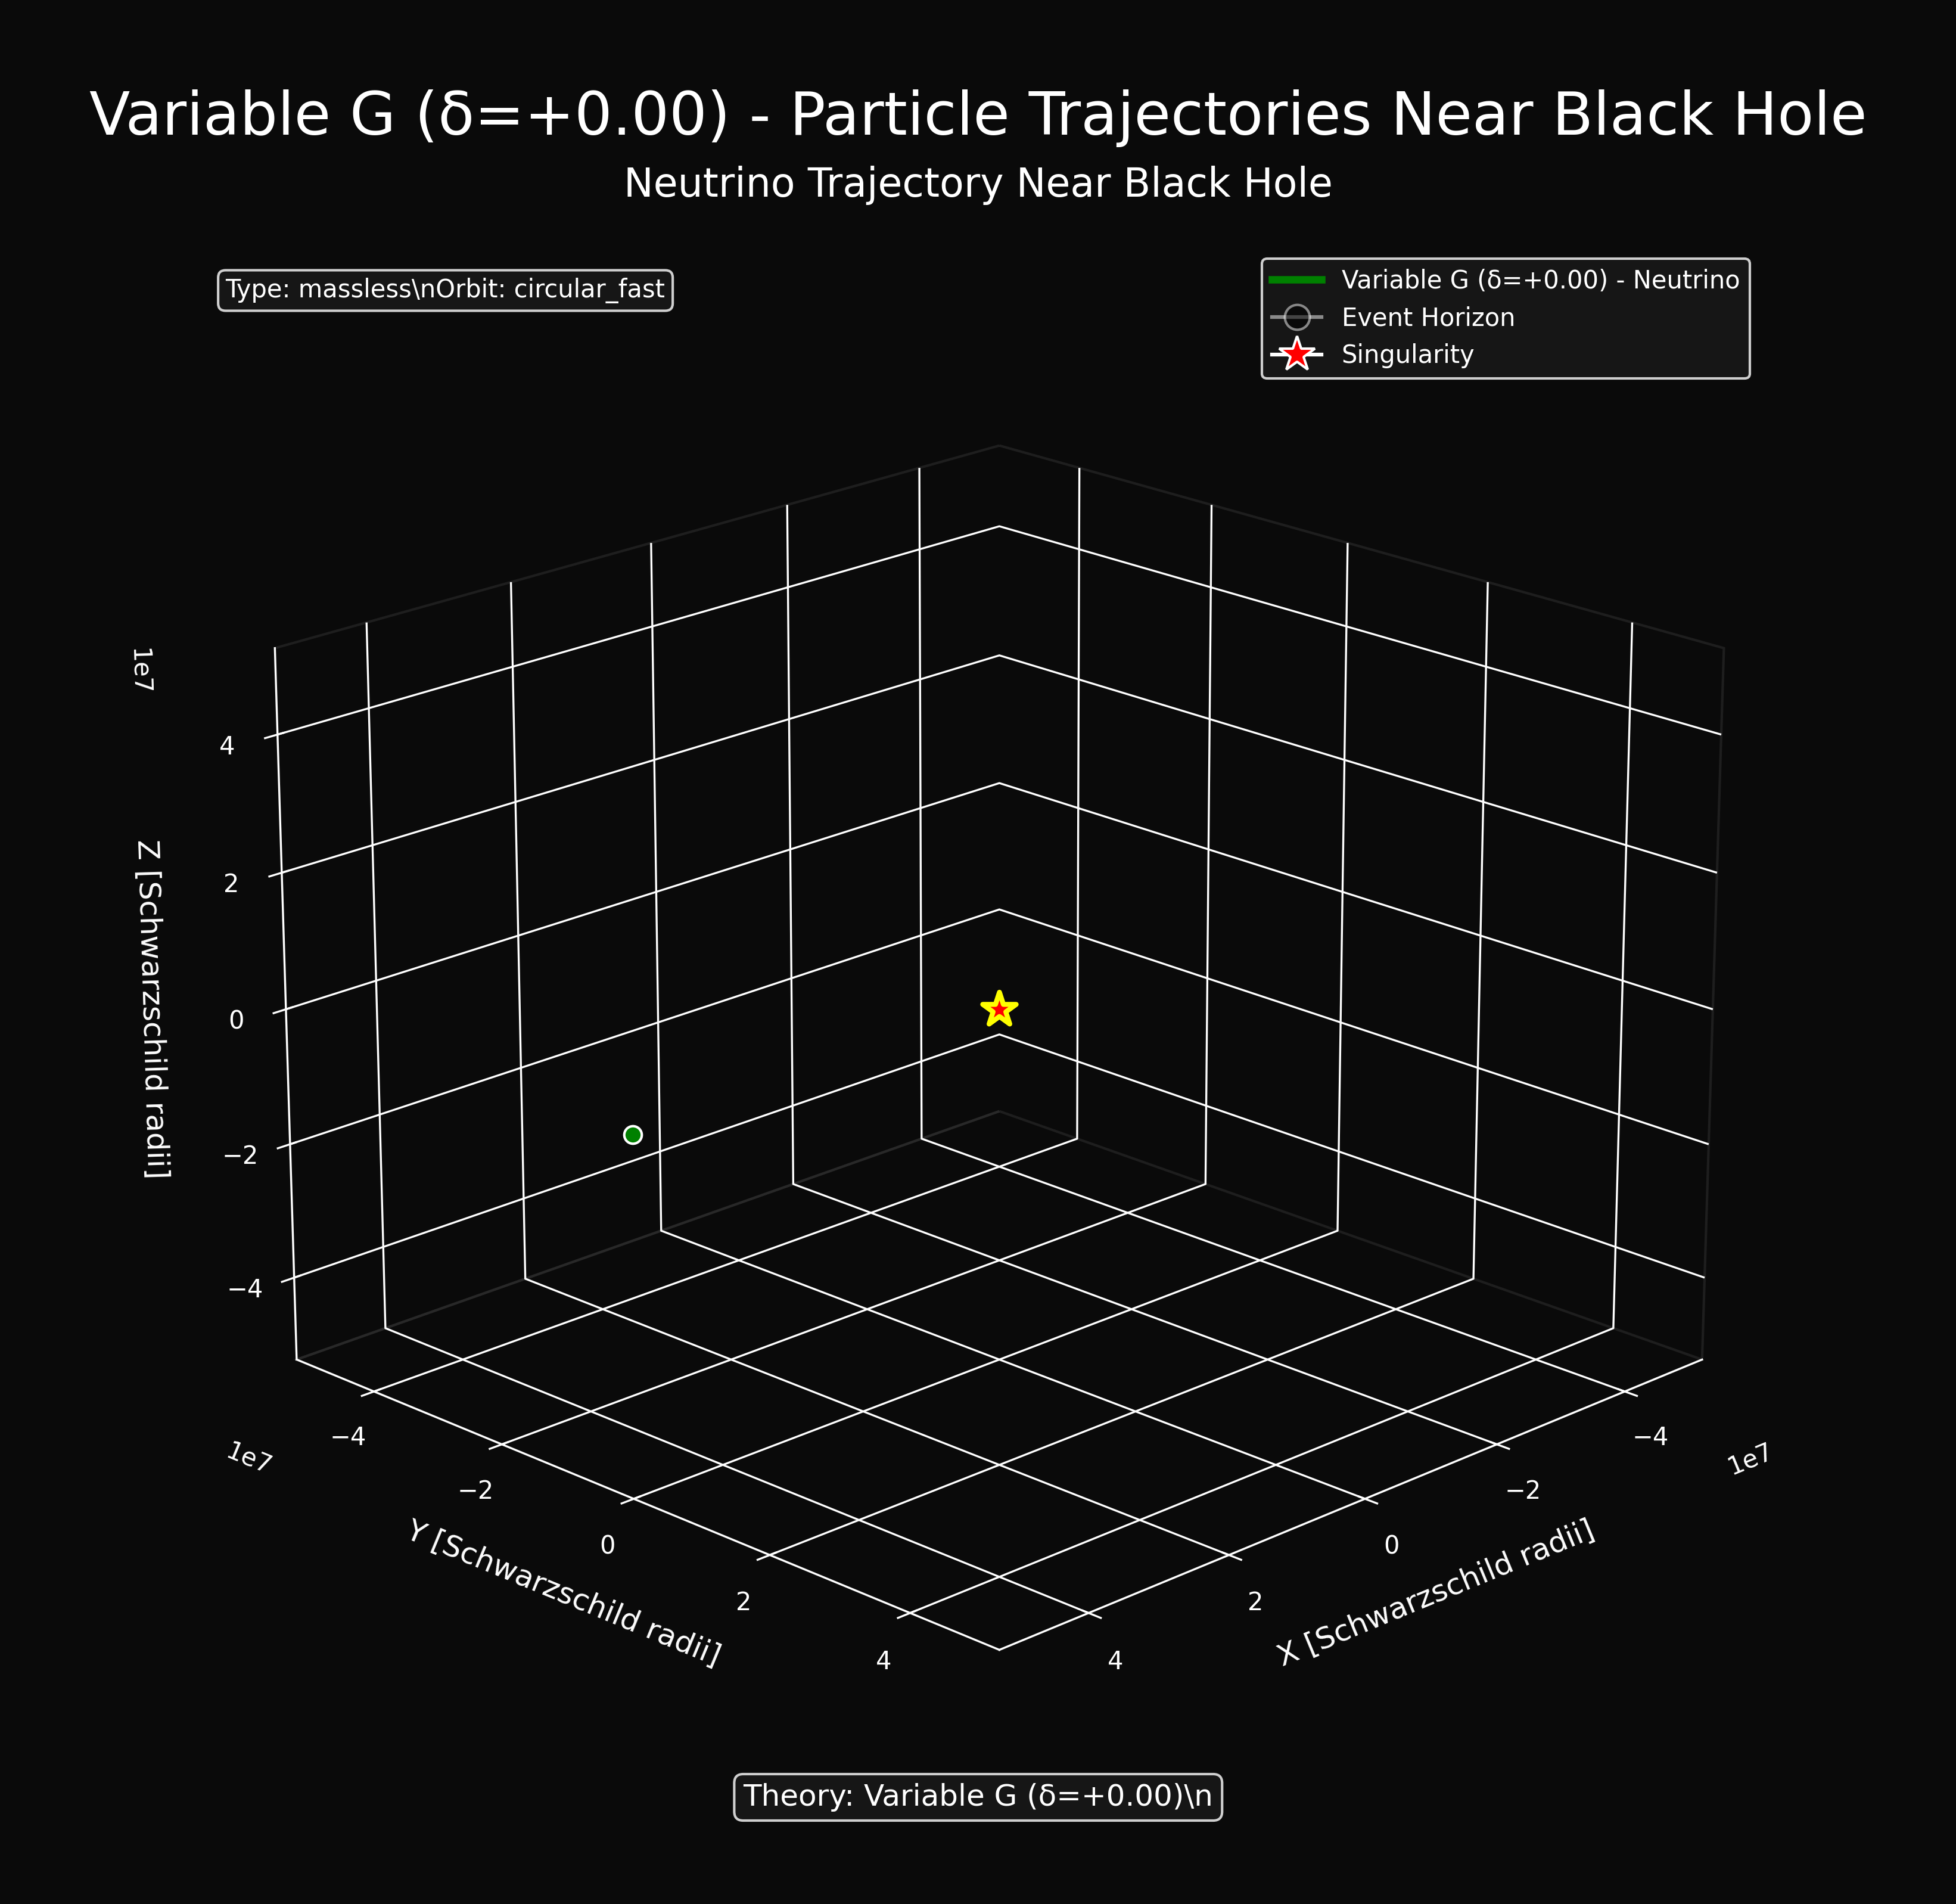 Variable G (δ=+0.00) - Particle Trajectories Near Black Hole
Neutrino Trajectory Near Black Hole
Type: massless\nOrbit: circular_fast
Variable G (δ=+0.00) - Neutrino
Event Horizon
Singularity
1e7
4
2
0
−2
−4
Z [Schwarzschild radii]
1e7
−4
−2
0
2
4
Y [Schwarzschild radii]
1e7
−4
−2
0
2
4
X [Schwarzschild radii]
Theory: Variable G (δ=+0.00)\n